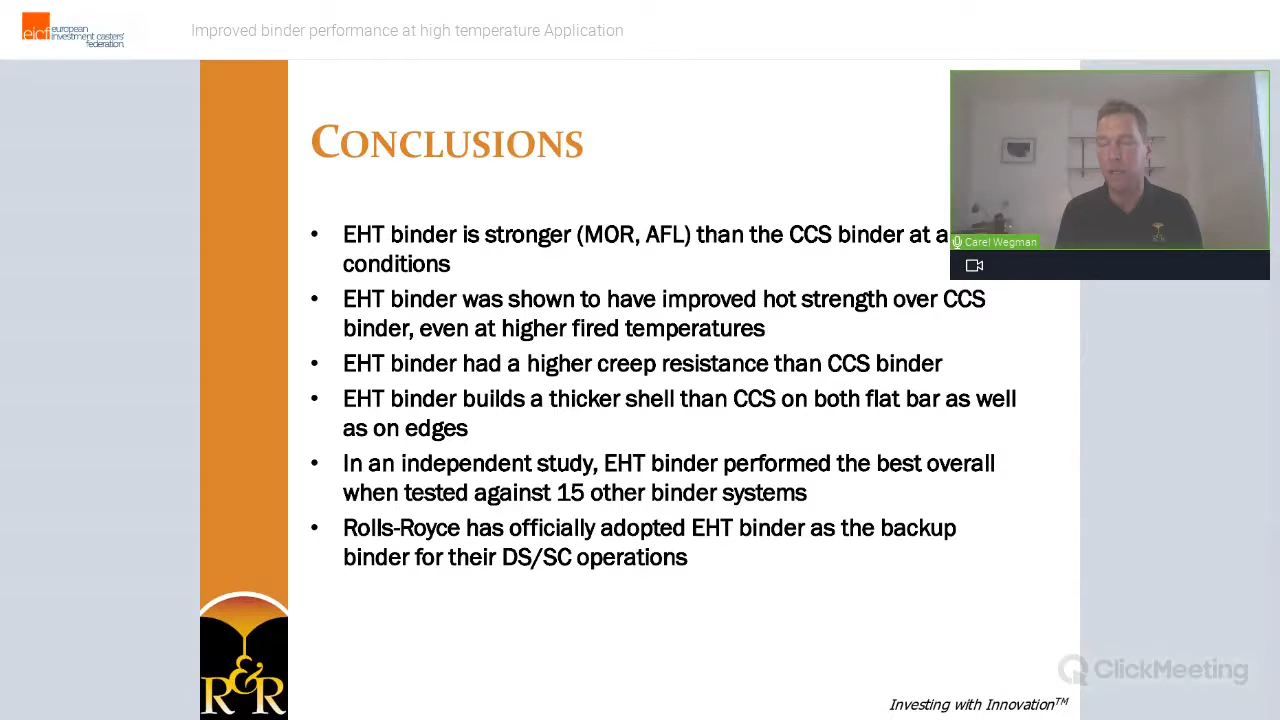 eicf european
investment casters'
federation.
Improved binder performance at high temperature Application
CONCLUSIONS
Carel Wegman
• EHT binder is stronger (MOR, AFL) than the CCS binder at a
conditions
• EHT binder was shown to have improved hot strength over CCS
binder, even at higher fired temperatures
• EHT binder had a higher creep resistance than CCS binder
• EHT binder builds a thicker shell than CCS on both flat bar as well
as on edges
• In an independent study, EHT binder performed the best overall
when tested against 15 other binder systems
• Rolls-Royce has officially adopted EHT binder as the backup
binder for their DS/SC operations
R&R
ClickMeeting
Investing with Innovation™